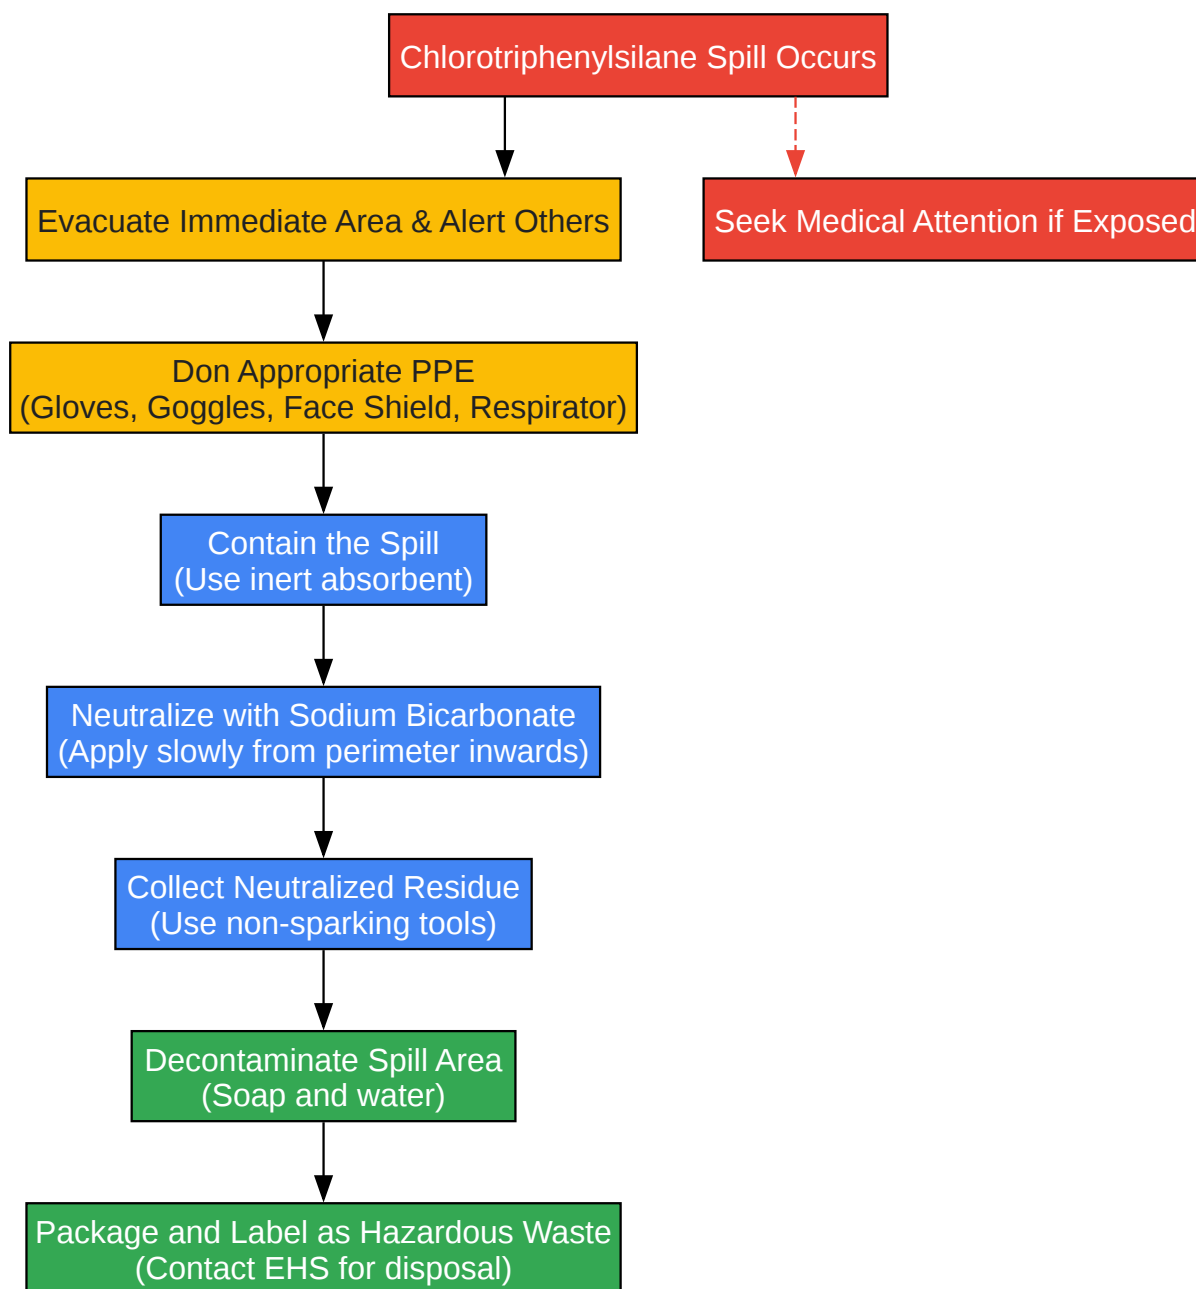 Chlorotriphenylsilane Spill Occurs
Evacuate Immediate Area & Alert Others
Seek Medical Attention if Exposed
Don Appropriate PPE
(Gloves, Goggles, Face Shield, Respirator)
Contain the Spill
(Use inert absorbent)
Neutralize with Sodium Bicarbonate
(Apply slowly from perimeter inwards)
Collect Neutralized Residue
(Use non-sparking tools)
Decontaminate Spill Area
(Soap and water)
Package and Label as Hazardous Waste
(Contact EHS for disposal)